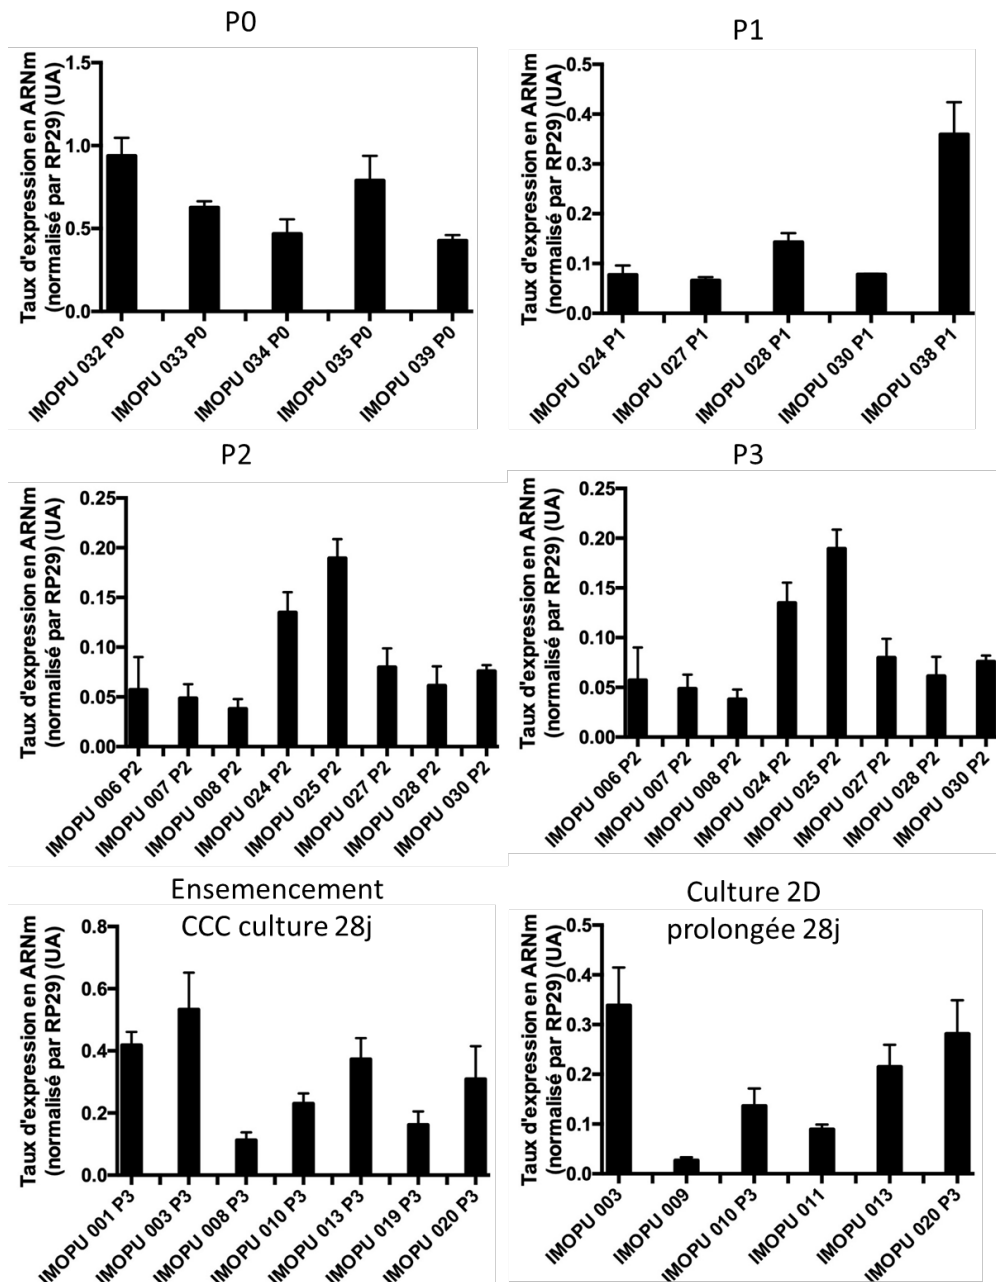 P0
Taux d'expression en ARNm
(normalisé par RP29) (UA)
1.5
1.0
0.5
0.0
IMOPU 032 P0
IMOPU 033 P0
IMOPU 034 P0
IMOPU 035 P0
IMOPU 039 P0
P1
Taux d'expression en ARNm
(normalisé par RP29) (UA)
0.5
0.4
0.3
0.2
0.1
0.0
IMOPU 024 P1
IMOPU 027 P1
IMOPU 028 P1
IMOPU 030 P1
IMOPU 038 P1
P2
Taux d'expression en ARNm
(normalisé par RP29) (UA)
0.25
0.20
0.15
0.10
0.05
0.00
IMOPU 006 P2
IMOPU 007 P2
IMOPU 008 P2
IMOPU 024 P2
IMOPU 025 P2
IMOPU 027 P2
IMOPU 028 P2
IMOPU 030 P2
P3
Taux d'expression en ARNm
(normalisé par RP29) (UA)
0.25
0.20
0.15
0.10
0.05
0.00
IMOPU 006 P2
IMOPU 007 P2
IMOPU 008 P2
IMOPU 024 P2
IMOPU 025 P2
IMOPU 027 P2
IMOPU 028 P2
IMOPU 030 P2
Ensemencement
CCC culture 28j
Taux d'expression en ARNm
(normalisé par RP29) (UA)
0.8
0.6
0.4
0.2
0.0
IMOPU 001 P3
IMOPU 003 P3
IMOPU 008 P3
IMOPU 010 P3
IMOPU 013 P3
IMOPU 019 P3
IMOPU 020 P3
Culture 2D
prolongée 28j
Taux d'expression en ARNm
(normalisé par RP29) (UA)
0.5
0.4
0.3
0.2
0.1
0.0
IMOPU 003
IMOPU 009
IMOPU 010 P3
IMOPU 011
IMOPU 013
IMOPU 020 P3